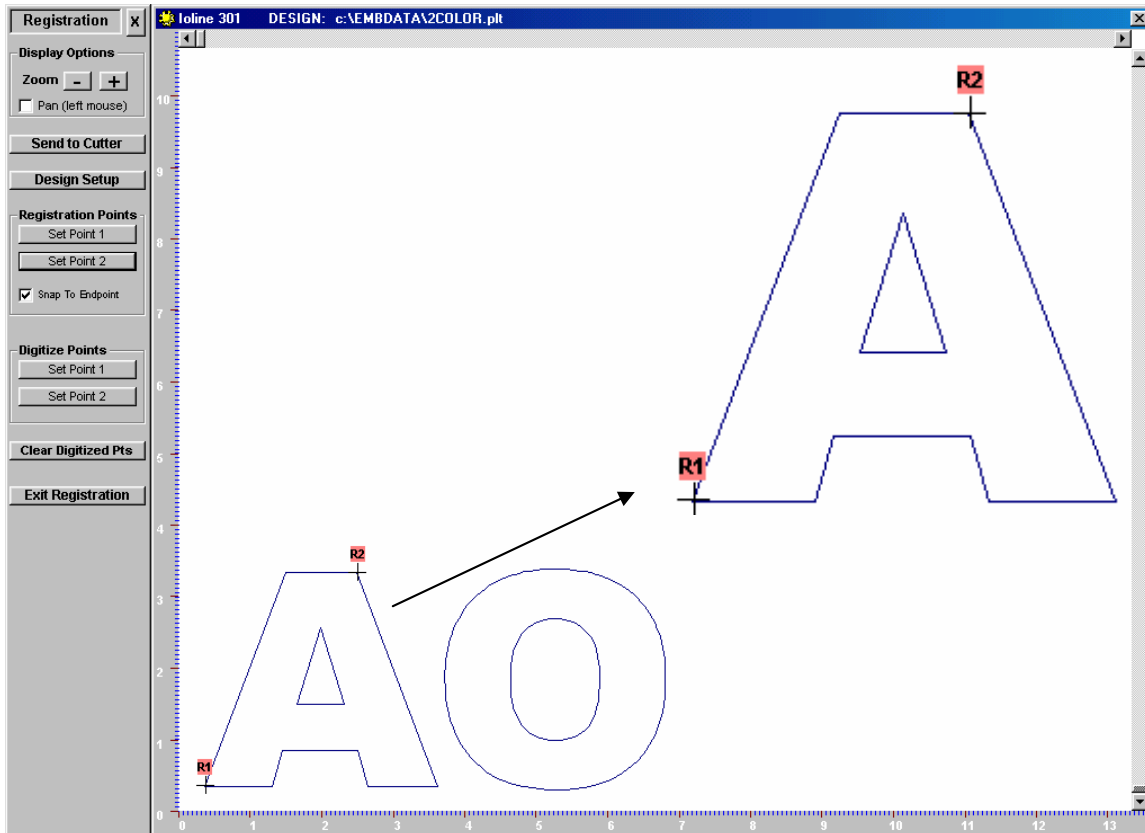 Registration X
Display Options
Zoom - +
Pan (left mouse)
Send to Cutter
Design Setup
Registration Points
Set Point 1
Set Point 2
Snap To Endpoint
Digitize Points
Set Point 1
Set Point 2
Clear Digitized Pts
Exit Registration
Ioline 301 DESIGN: c:\EMBDATA\2COLOR.plt X
10
9
8
7
6
5
4
3
2
1
0
R2
R1
A
R2
R1
A O
0 1 2 3 4 5 6 7 8 9 10 11 12 13